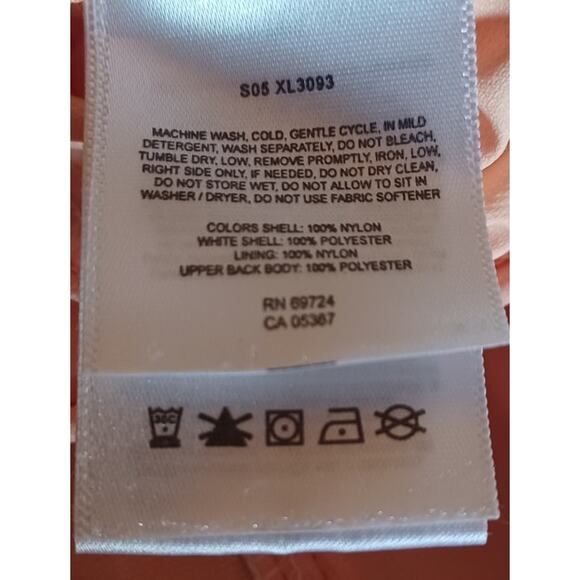 S05 XL3093
MACHINE WASH, COLD, GENTLE CYCLE, IN MILD
DETERGENT, WASH SEPARATELY, DO NOT BLEACH,
TUMBLE DRY, LOW, REMOVE PROMPTLY, IRON, LOW,
RIGHT SIDE ONLY, IF NEEDED, DO NOT DRY CLEAN,
DO NOT STORE WET, DO NOT ALLOW TO SIT IN
WASHER / DRYER, DO NOT USE FABRIC SOFTENER
COLORS SHELL: 100% NYLON
WHITE SHELL: 100% POLYESTER
LINING: 100% NYLON
UPPER BACK BODY: 100% POLYESTER
RN 69724
CA 05367
30C